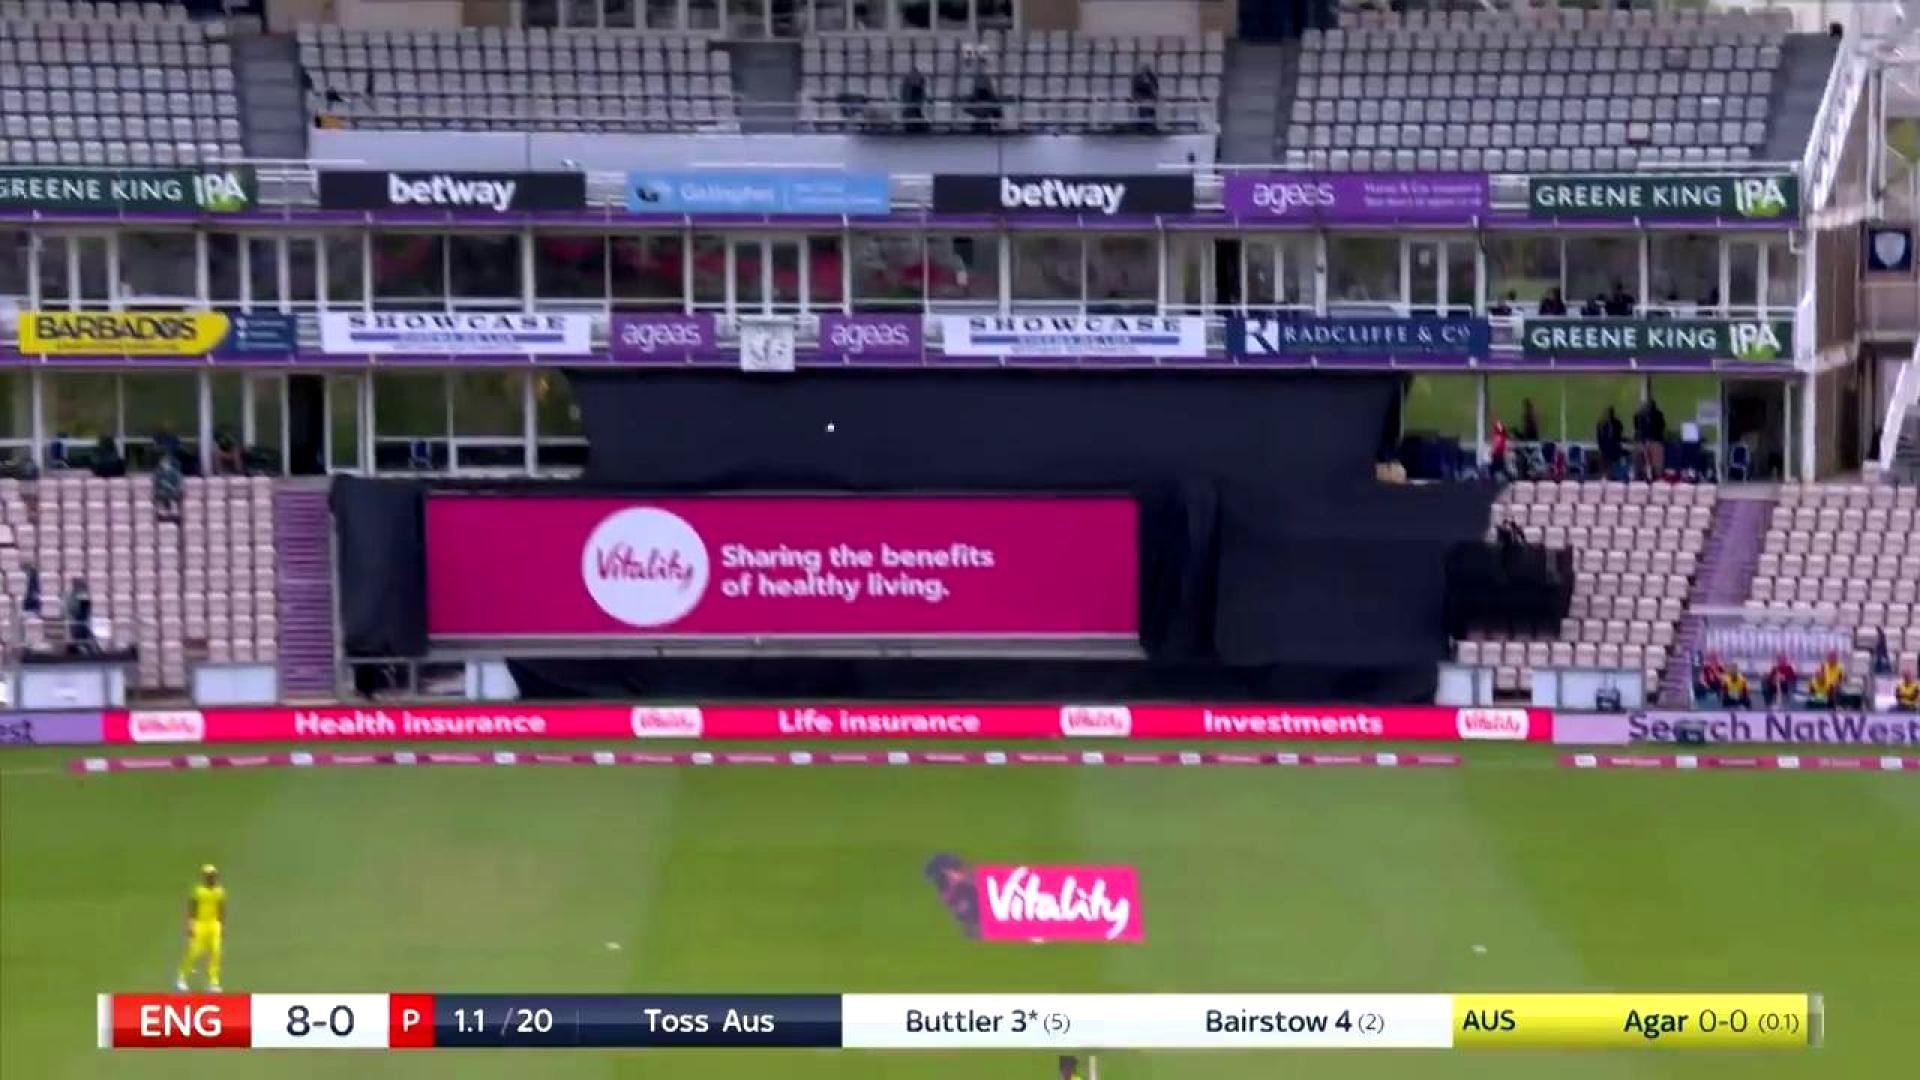 GREENE KING IPA
betway
betway
ageas
GREENE KING IPA
BARBADOS
SHOWCASE
ageas
ageas
SHOWCASE
RADCLIFFE & Co
GREENE KING IPA
Vitality
Sharing the benefits
of healthy living.
Vitality Health insurance Vitality Life insurance Vitality Investments Vitality
Search NatWest
Vitality
ENG 8-0 P 1.1 / 20 Toss Aus Buttler 3* (5) Bairstow 4 (2) AUS Agar 0-0 (0.1)